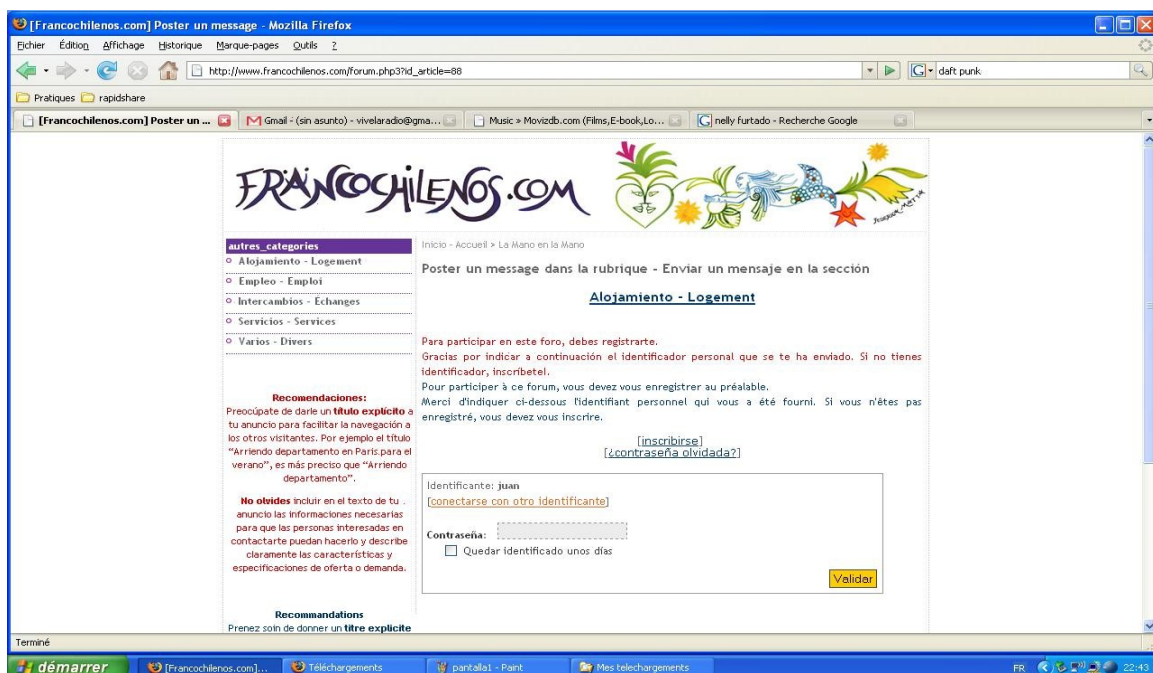 [Francochilenos.com] Poster un message - Mozilla Firefox
Eichier Édition Affichage Historique Marque-pages Outils ?
http://www.francochilenos.com/forum.php3?id_article=88
daft punk
Pratiques rapidshare
[Francochilenos.com] Poster un ... Gmail - (sin asunto) - vivelaradio@gma... Music » Movizdb.com (Films,E-book,Lo... nelly furtado - Recherche Google
FRANCOCHILENOS.COM
autres_categories
Alojamiento - Logement
Empleo - Emploi
Intercambios - Échanges
Servicios - Services
Varios - Divers
Recomendaciones:
Preocúpate de darle un título explícito a
tu anuncio para facilitar la navegación a
los otros visitantes. Por ejemplo el título
"Arriendo departamento en Paris para el
verano", es más preciso que "Arriendo
departamento".
No olvides incluir en el texto de tu
anuncio las informaciones necesarias
para que las personas interesadas en
contactarte puedan hacerlo y describe
claramente las características y
especificaciones de oferta o demanda.
Recommandations
Prenez soin de donner un titre explicite
Inicio - Accueil > La Mano en la Mano
Poster un message dans la rubrique - Enviar un mensaje en la sección
Alojamiento - Logement
Para participar en este foro, debes registrarte.
Gracias por indicar a continuación el identificador personal que se te ha enviado. Si no tienes
identificador, inscríbetel.
Pour participer à ce forum, vous devez vous enregistrer au préalable.
Merci d'indiquer ci-dessous l'identifiant personnel qui vous a été fourni. Si vous n'êtes pas
enregistré, vous devez vous inscrire.
[inscribirse]
[¿contraseña olvidada?]
Identificante: juan
[conectarse con otro identificante]
Contraseña:
Quedar identificado unos días
Validar
Terminé
démarrer [Francochilenos.com]... Téléchargements pantalla1 - Paint Mes telechargements FR 22:43